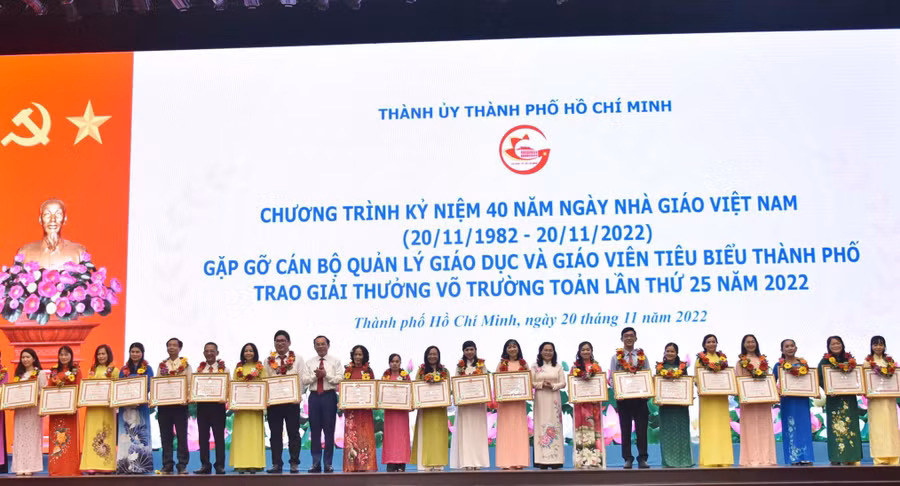 THÀNH ỦY THÀNH PHỐ HỒ CHÍ MINH
CHƯƠNG TRÌNH KỶ NIỆM 40 NĂM NGÀY NHÀ GIÁO VIỆT NAM
(20/11/1982 - 20/11/2022)
GẶP GỠ CÁN BỘ QUẢN LÝ GIÁO DỤC VÀ GIÁO VIÊN TIÊU BIỂU THÀNH PHỐ
TRAO GIẢI THƯỞNG VÕ TRƯỜNG TOẢN LẦN THỨ 25 NĂM 2022
Thành phố Hồ Chí Minh, ngày 20 tháng 11 năm 2022